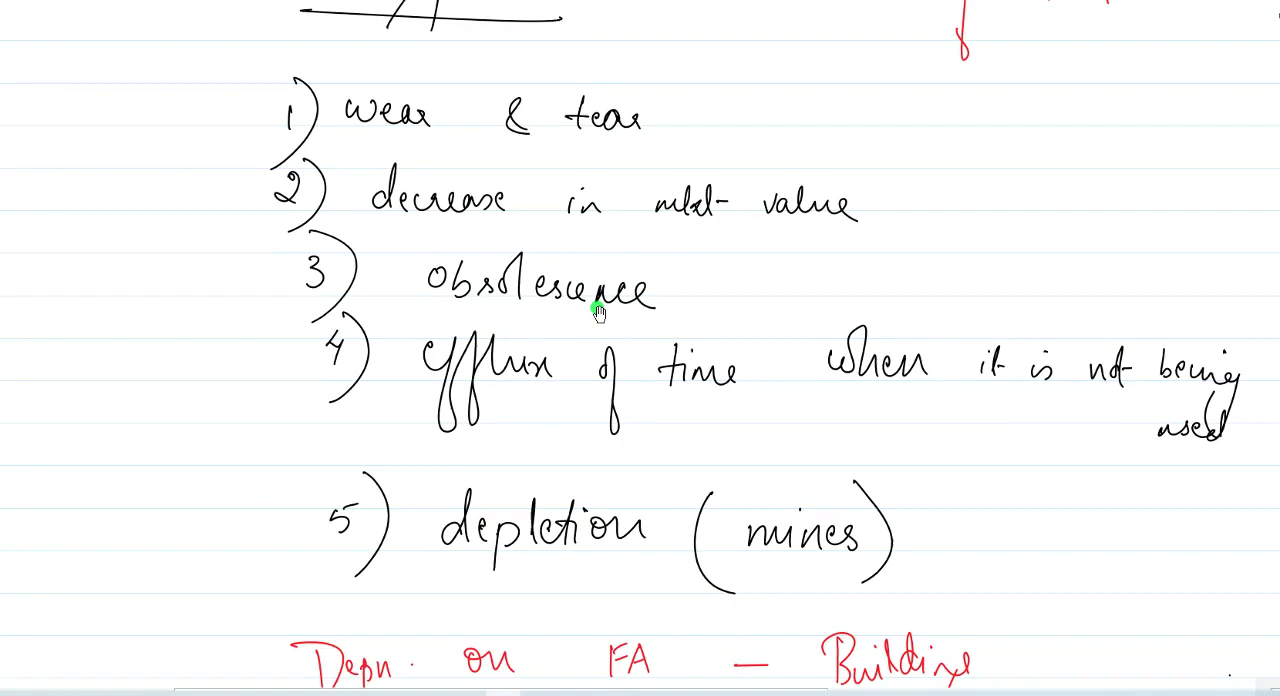 1) wear & tear
2) decrease in mkt value
3) obsolescence
4) efflux of time when it is not being
used
5) depletion (mines)
Depn. on FA — Building